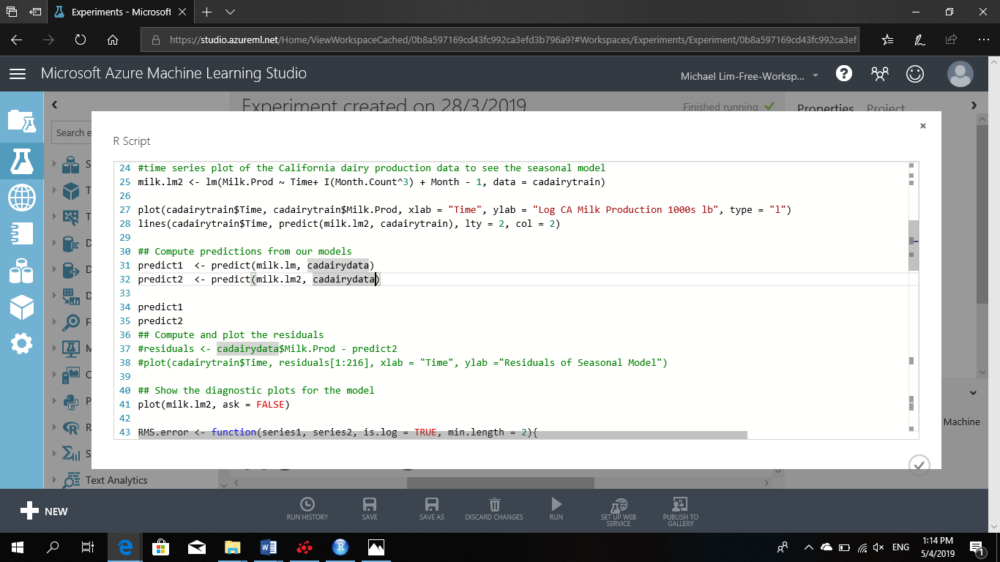 Experiments - Microsoft
https://studio.azureml.net/Home/ViewWorkspaceCached/0b8a597169cd43fc992ca3efd3b796a9?#Workspaces/Experiments/Experiment/0b8a597169cd43fc992ca3ef
Microsoft Azure Machine Learning Studio
Michael Lim-Free-Worksp...
Experiment created on 28/3/2019
Finished running
Properties Project
Search e
R Script
24 #time series plot of the California dairy production data to see the seasonal model
25 milk.lm2 <- lm(Milk.Prod ~ Time+ I(Month.Count^3) + Month - 1, data = cadairytrain)
26
27 plot(cadairytrain$Time, cadairytrain$Milk.Prod, xlab = "Time", ylab = "Log CA Milk Production 1000s lb", type = "l")
28 lines(cadairytrain$Time, predict(milk.lm2, cadairytrain), lty = 2, col = 2)
29
30 ## Compute predictions from our models
31 predict1  <- predict(milk.lm, cadairydata)
32 predict2  <- predict(milk.lm2, cadairydata)
33
34 predict1
35 predict2
36 ## Compute and plot the residuals
37 #residuals <- cadairydata$Milk.Prod - predict2
38 #plot(cadairytrain$Time, residuals[1:216], xlab = "Time", ylab ="Residuals of Seasonal Model")
39
40 ## Show the diagnostic plots for the model
41 plot(milk.lm2, ask = FALSE)
42
43 RMS.error <- function(series1, series2, is.log = TRUE, min.length = 2){
Machine
Text Analytics
NEW
RUN HISTORY
SAVE
SAVE AS
DISCARD CHANGES
RUN
SET UP WEB
SERVICE
PUBLISH TO
GALLERY
ENG
1:14 PM
5/4/2019
1